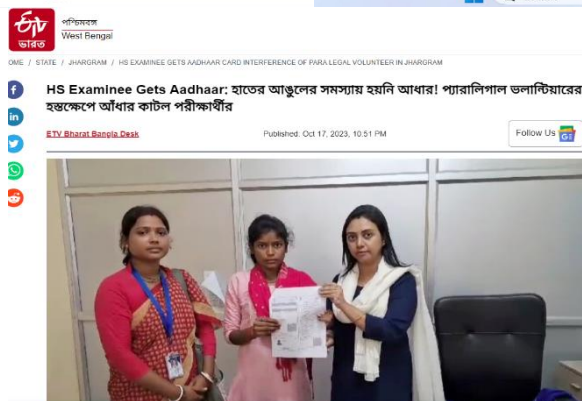 etv
ভারত
পশ্চিমবঙ্গ
West Bengal
OME / STATE / JHARGRAM / HS EXAMINEE GETS AADHAAR CARD INTERFERENCE OF PARA LEGAL VOLUNTEER IN JHARGRAM
HS Examinee Gets Aadhaar: হাতের আঙুলের সমস্যায় হয়নি আধার! প্যারালিগাল ভলান্টিয়ারের
হস্তক্ষেপে আঁধার কাটল পরীক্ষার্থীর
ETV Bharat Bangla Desk
Published: Oct 17, 2023, 10:51 PM
Follow Us